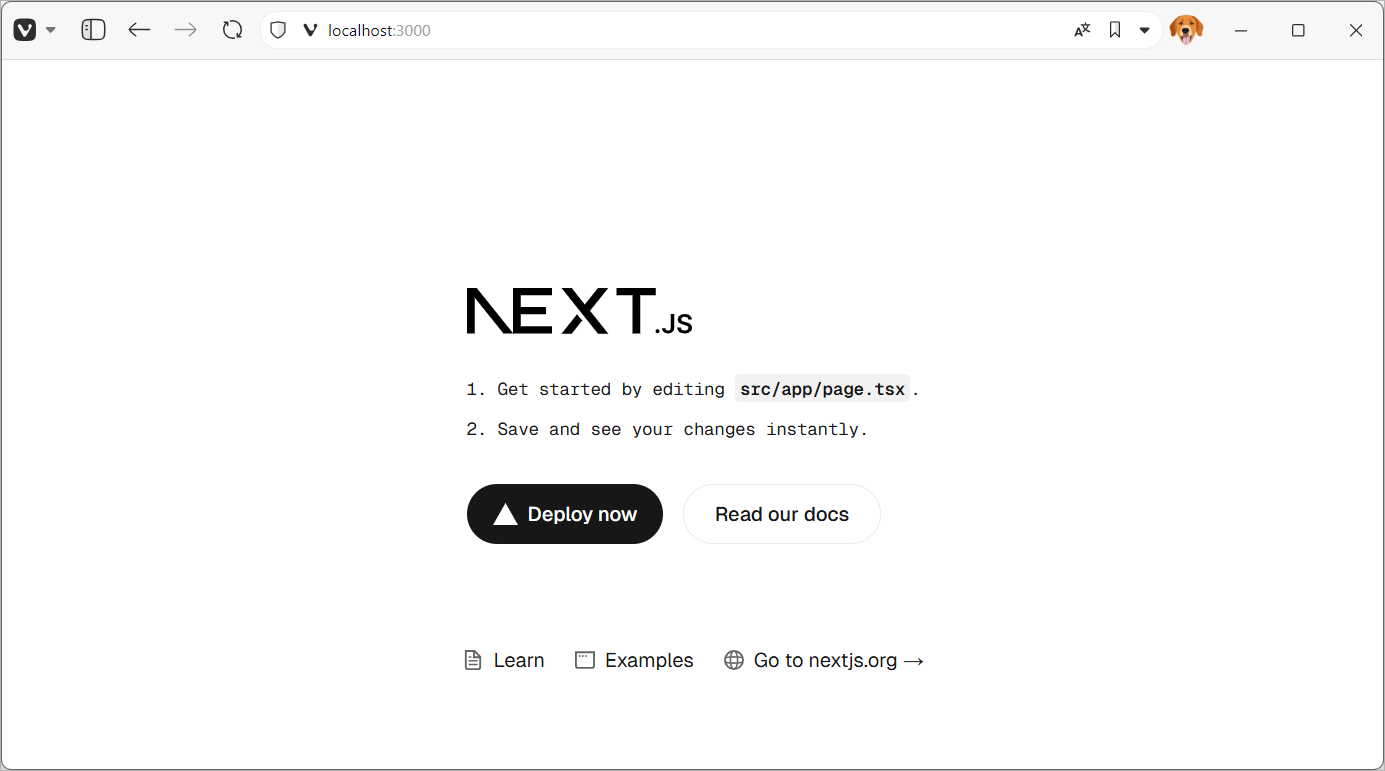 localhost:3000
NEXT.JS
1. Get started by editing src/app/page.tsx.
2. Save and see your changes instantly.
Deploy now
Read our docs
Learn
Examples
Go to nextjs.org →